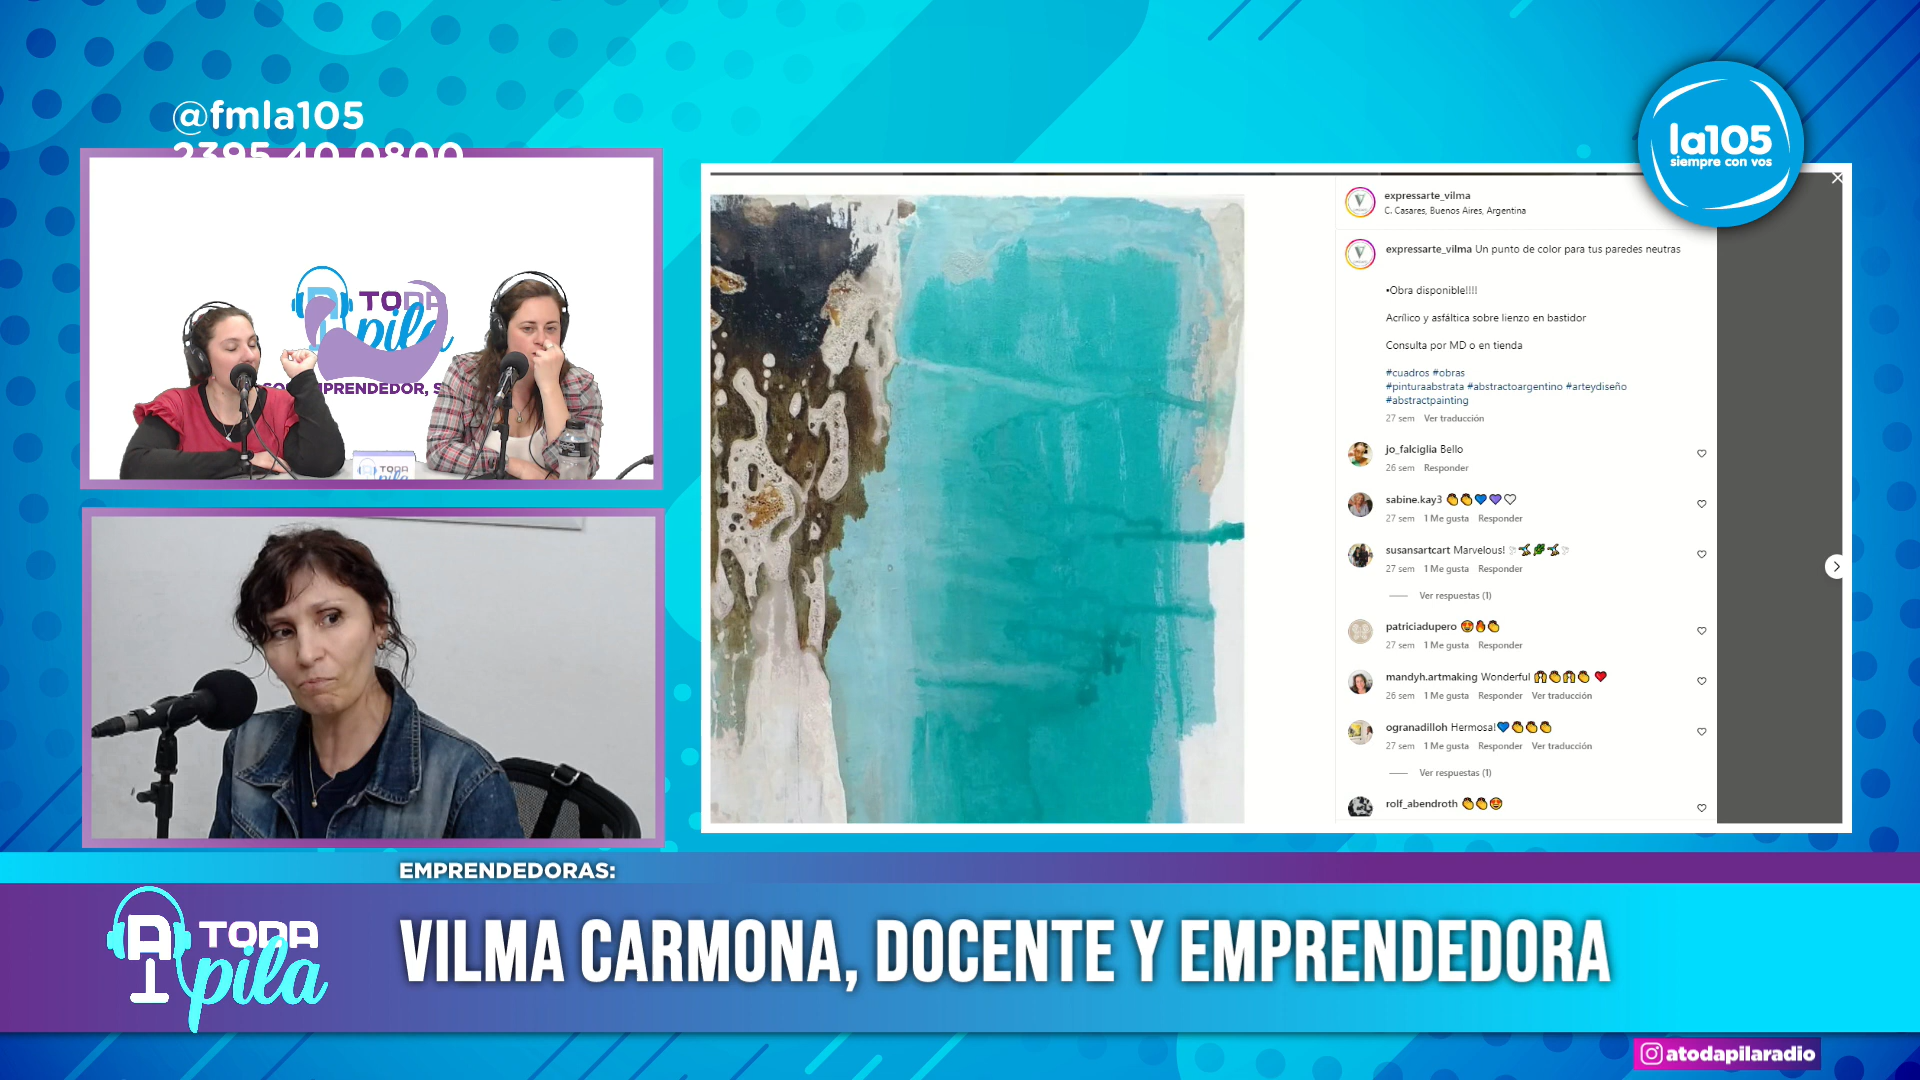 @fmla105
2395 40 0800
la105
siempre con vos
TODA
pila
expressarte_vilma
C. Casares, Buenos Aires, Argentina
expressarte_vilma Un punto de color para tus paredes neutras
•Obra disponible!!!!
Acrílico y asfáltica sobre lienzo en bastidor
Consulta por MD o en tienda
#cuadros #obras
#pinturaabstrata #abstractoargentino #arteydiseño
#abstractpainting
27 sem Ver traducción
jo_falciglia Bello
26 sem Responder
sabine.kay3 👏👏💙💜🤍
27 sem 1 Me gusta Responder
susansartcart Marvelous!
27 sem 1 Me gusta Responder
Ver respuestas (1)
patriciadupero 😍🔥👏
27 sem 1 Me gusta Responder
mandyh.artmaking Wonderful 🙌👏🙌👏 ❤️
26 sem 1 Me gusta Responder Ver traducción
ogranadilloh Hermosa!💙👏👏👏
27 sem 1 Me gusta Responder Ver traducción
Ver respuestas (1)
rolf_abendroth 👏👏😍
TODA
pila
EMPRENDEDORAS:
A TODA
pila
VILMA CARMONA, DOCENTE Y EMPRENDEDORA
atodapilaradio